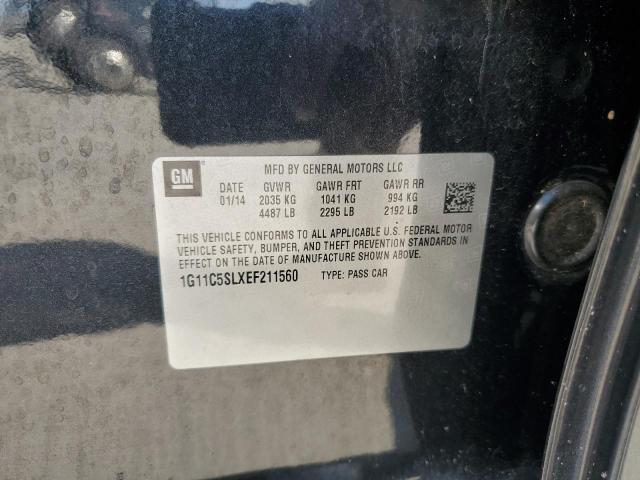 GM
MFD BY GENERAL MOTORS LLC
DATE GVWR GAWR FRT GAWR RR
01/14 2035 KG 1041 KG 994 KG
4487 LB 2295 LB 2192 LB
THIS VEHICLE CONFORMS TO ALL APPLICABLE U.S. FEDERAL MOTOR
VEHICLE SAFETY, BUMPER, AND THEFT PREVENTION STANDARDS IN
EFFECT ON THE DATE OF MANUFACTURE SHOWN ABOVE.
1G11C5SLXEF211560 TYPE: PASS CAR